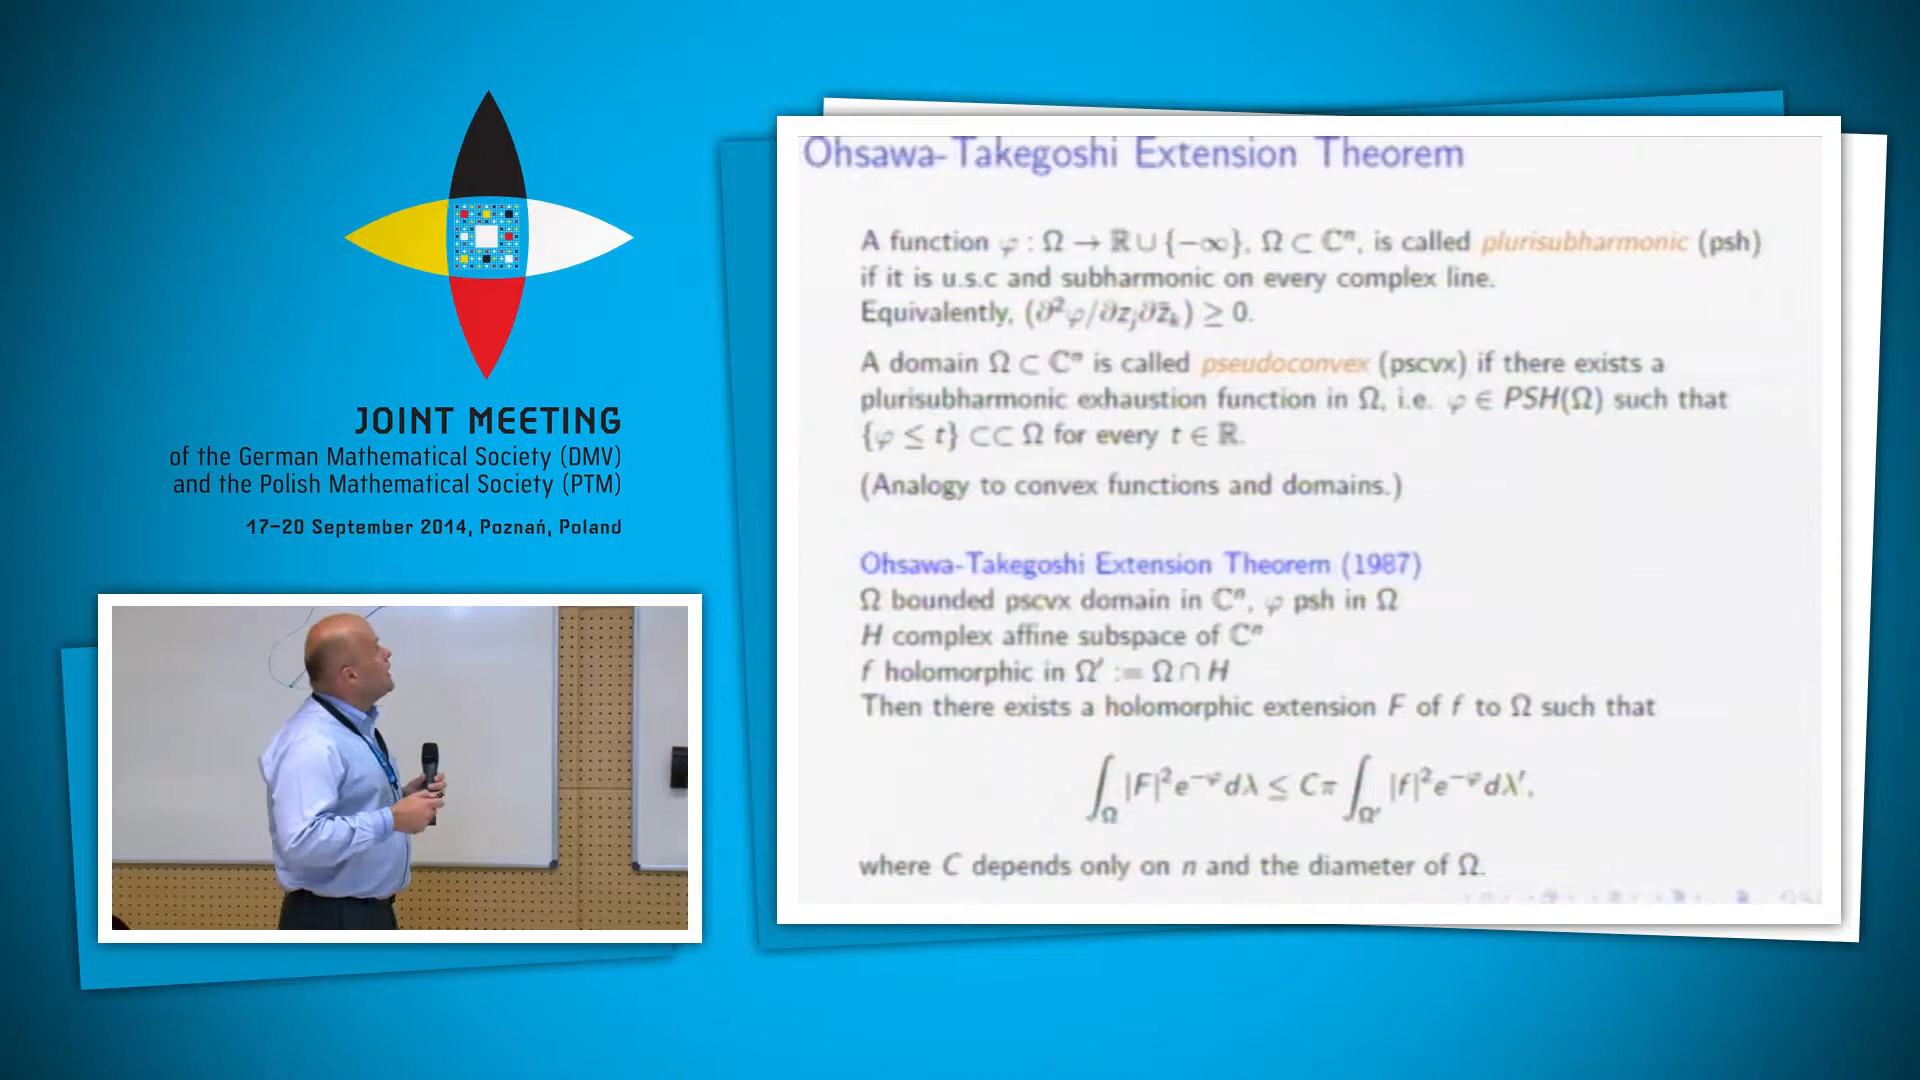 JOINT MEETING
of the German Mathematical Society (DMV)
and the Polish Mathematical Society (PTM)
17–20 September 2014, Poznań, Poland
Ohsawa-Takegoshi Extension Theorem
A function φ : Ω → ℝ ∪ {−∞}, Ω ⊂ ℂⁿ, is called plurisubharmonic (psh)
if it is u.s.c and subharmonic on every complex line.
Equivalently, (∂²φ/∂zⱼ∂z̄ₖ) ≥ 0.
A domain Ω ⊂ ℂⁿ is called pseudoconvex (pscvx) if there exists a
plurisubharmonic exhaustion function in Ω, i.e. φ ∈ PSH(Ω) such that
{φ ≤ t} ⊂⊂ Ω for every t ∈ ℝ.
(Analogy to convex functions and domains.)
Ohsawa-Takegoshi Extension Theorem (1987)
Ω bounded pscvx domain in ℂⁿ, φ psh in Ω
H complex affine subspace of ℂⁿ
f holomorphic in Ω′ := Ω ∩ H
Then there exists a holomorphic extension F of f to Ω such that
∫_Ω |F|²e^{−φ}dλ ≤ Cπ ∫_{Ω′} |f|²e^{−φ}dλ′,
where C depends only on n and the diameter of Ω.